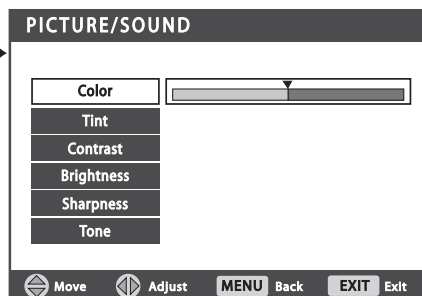 PICTURE/SOUND
Color
Tint
Contrast
Brightness
Sharpness
Tone
Move Adjust MENU Back EXIT Exit